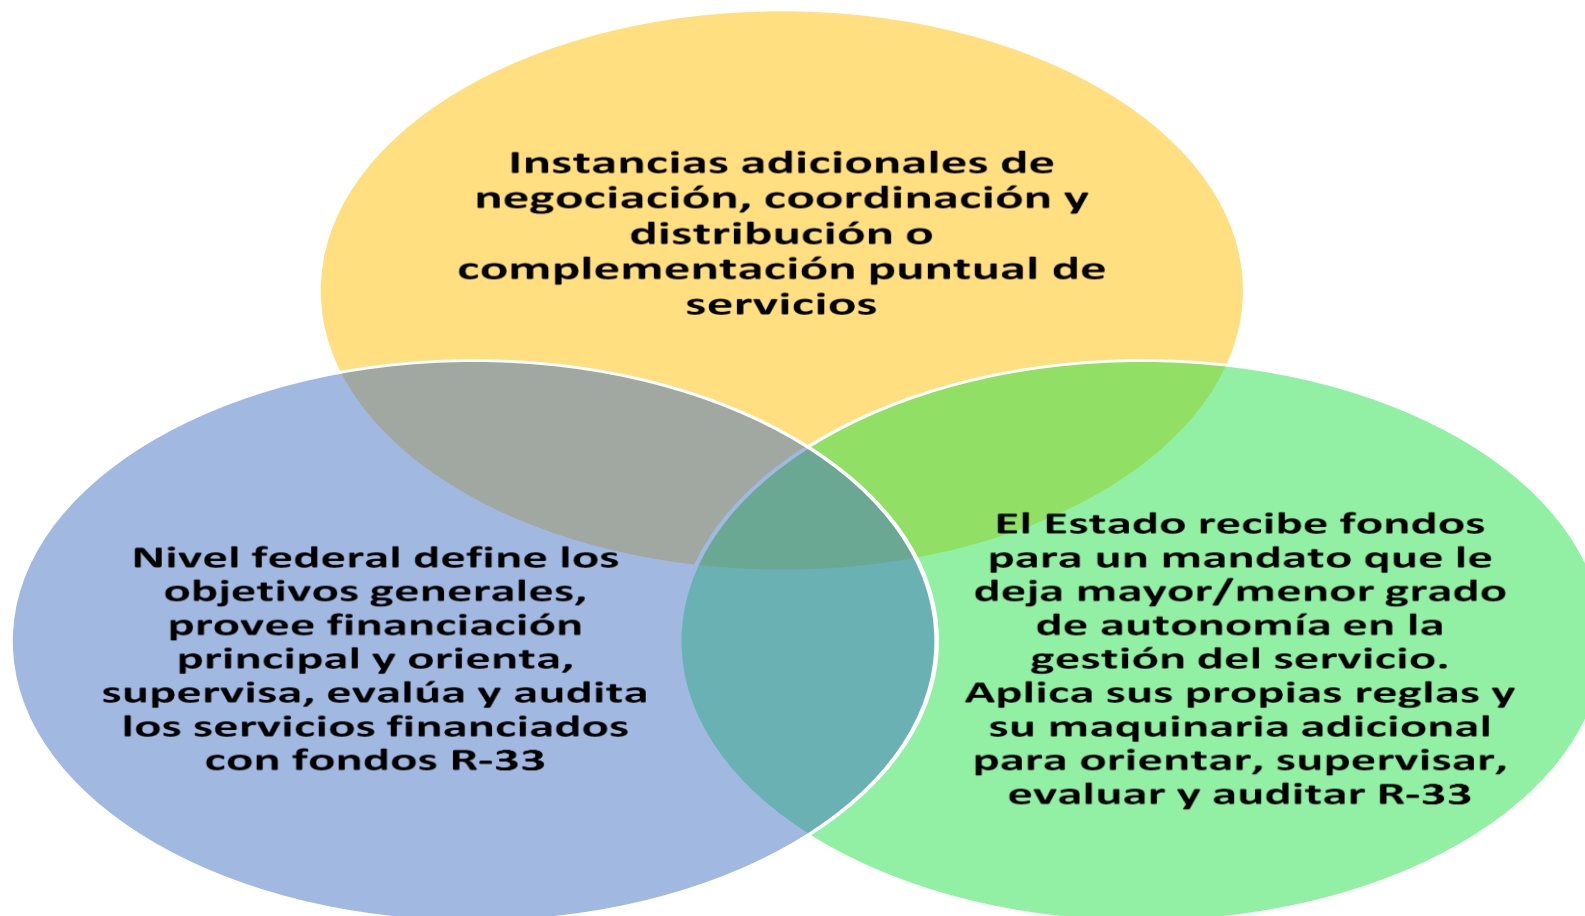 Instancias adicionales de
negociación, coordinación y
distribución o
complementación puntual de
servicios
Nivel federal define los
objetivos generales,
provee financiación
principal y orienta,
supervisa, evalúa y audita
los servicios financiados
con fondos R-33
El Estado recibe fondos
para un mandato que le
deja mayor/menor grado
de autonomía en la
gestión del servicio.
Aplica sus propias reglas y
su maquinaria adicional
para orientar, supervisar,
evaluar y auditar R-33